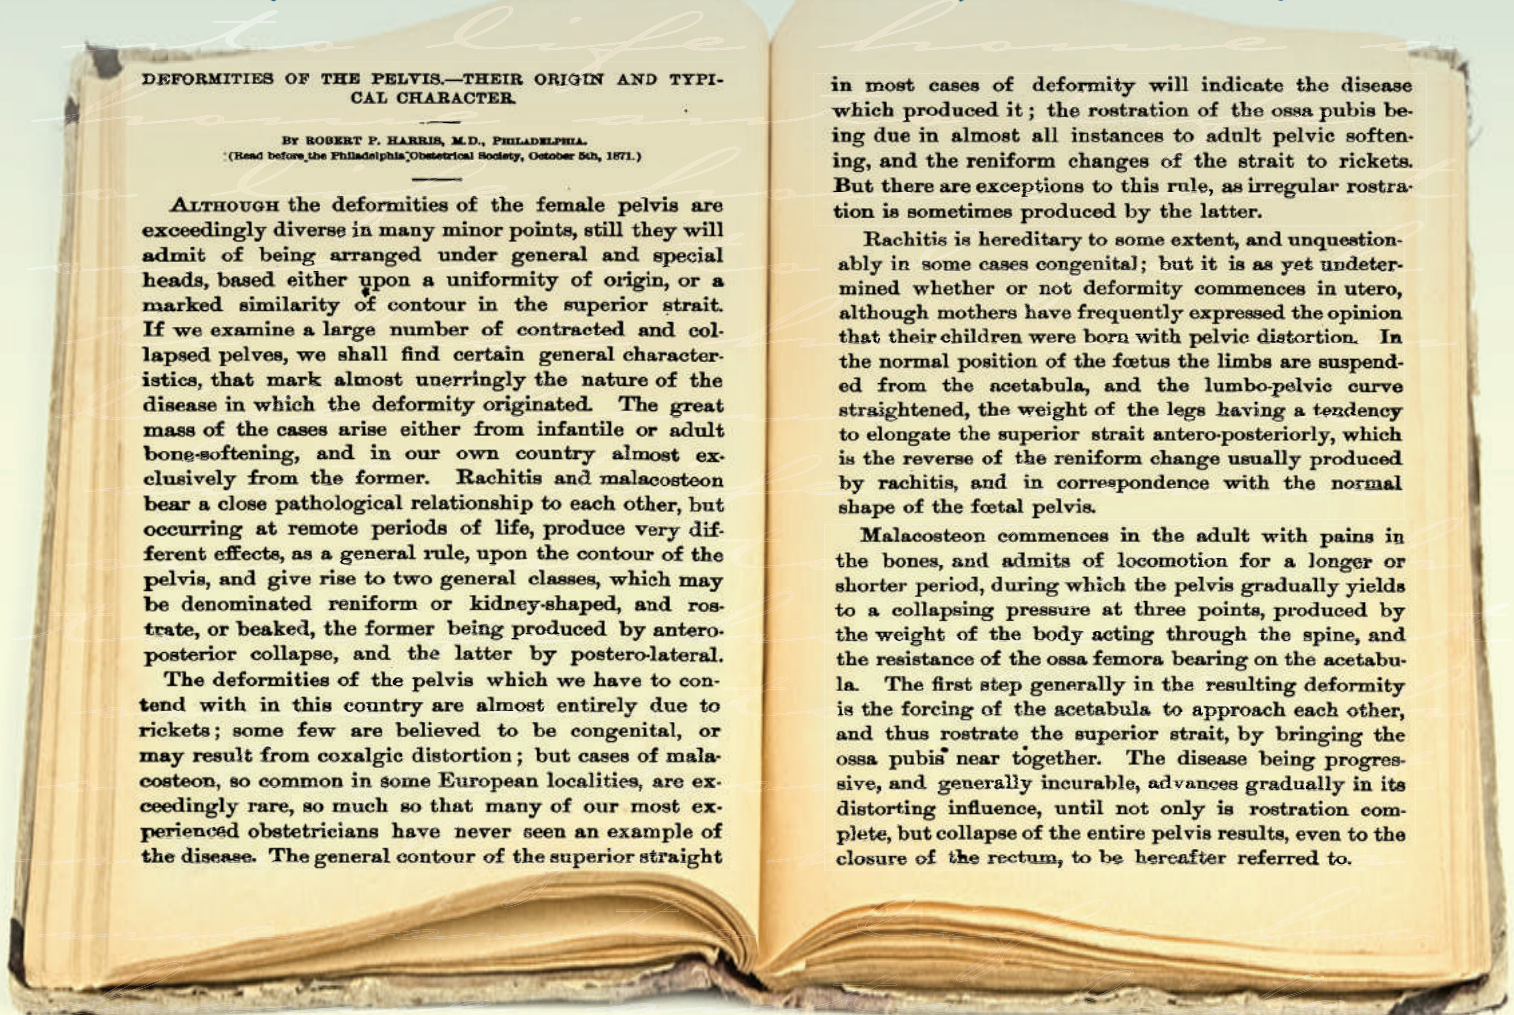 DEFORMITIES OF THE PELVIS.—THEIR ORIGIN AND TYPI-
CAL CHARACTER.
BY ROBERT P. HARRIS, M.D., PHILADELPHIA.
(Read before the Philadelphia Obstetrical Society, October 5th, 1871.)
ALTHOUGH the deformities of the female pelvis are
exceedingly diverse in many minor points, still they will
admit of being arranged under general and special
heads, based either upon a uniformity of origin, or a
marked similarity of contour in the superior strait.
If we examine a large number of contracted and col-
lapsed pelves, we shall find certain general character-
istics, that mark almost unerringly the nature of the
disease in which the deformity originated. The great
mass of the cases arise either from infantile or adult
bone-softening, and in our own country almost ex-
clusively from the former. Rachitis and malacosteon
bear a close pathological relationship to each other, but
occurring at remote periods of life, produce very dif-
ferent effects, as a general rule, upon the contour of the
pelvis, and give rise to two general classes, which may
be denominated reniform or kidney-shaped, and ros-
trate, or beaked, the former being produced by antero-
posterior collapse, and the latter by postero-lateral.
The deformities of the pelvis which we have to con-
tend with in this country are almost entirely due to
rickets; some few are believed to be congenital, or
may result from coxalgic distortion; but cases of mala-
costeon, so common in some European localities, are ex-
ceedingly rare, so much so that many of our most ex-
perienced obstetricians have never seen an example of
the disease. The general contour of the superior straight
in most cases of deformity will indicate the disease
which produced it; the rostration of the ossa pubis be-
ing due in almost all instances to adult pelvic soften-
ing, and the reniform changes of the strait to rickets.
But there are exceptions to this rule, as irregular rostra-
tion is sometimes produced by the latter.
Rachitis is hereditary to some extent, and unquestion-
ably in some cases congenital; but it is as yet undeter-
mined whether or not deformity commences in utero,
although mothers have frequently expressed the opinion
that their children were born with pelvic distortion. In
the normal position of the fœtus the limbs are suspend-
ed from the acetabula, and the lumbo-pelvic curve
straightened, the weight of the legs having a tendency
to elongate the superior strait antero-posteriorly, which
is the reverse of the reniform change usually produced
by rachitis, and in correspondence with the normal
shape of the fœtal pelvis.
Malacosteon commences in the adult with pains in
the bones, and admits of locomotion for a longer or
shorter period, during which the pelvis gradually yields
to a collapsing pressure at three points, produced by
the weight of the body acting through the spine, and
the resistance of the ossa femora bearing on the acetabu-
la. The first step generally in the resulting deformity
is the forcing of the acetabula to approach each other,
and thus rostrate the superior strait, by bringing the
ossa pubis near together. The disease being progres-
sive, and generally incurable, advances gradually in its
distorting influence, until not only is rostration com-
plete, but collapse of the entire pelvis results, even to the
closure of the rectum, to be hereafter referred to.